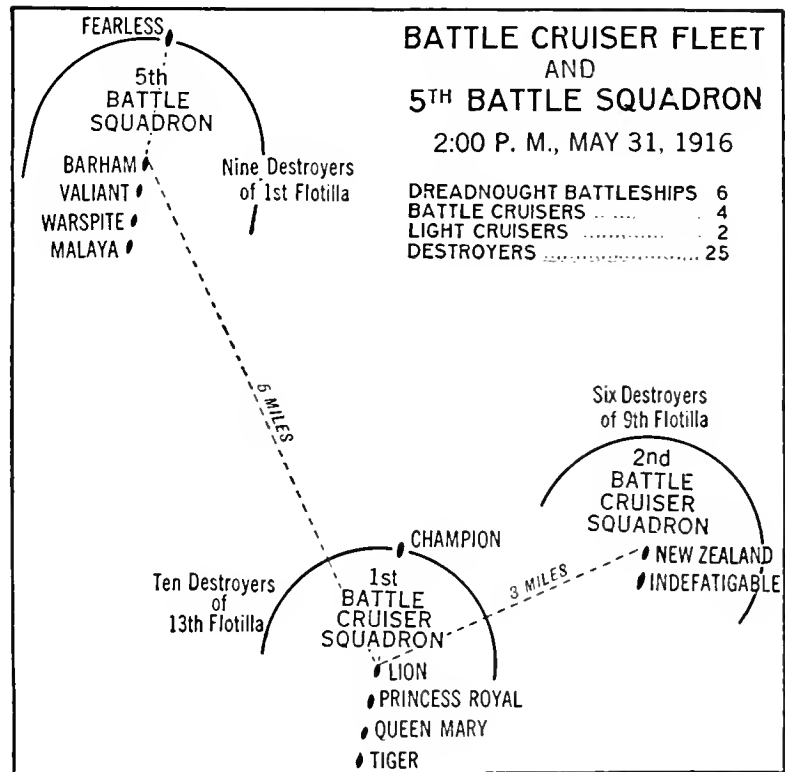 BATTLE CRUISER FLEET
AND
5TH BATTLE SQUADRON
2:00 P. M., MAY 31, 1916
DREADNOUGHT BATTLESHIPS 6
BATTLE CRUISERS 4
LIGHT CRUISERS 2
DESTROYERS 25
FEARLESS
5th
BATTLE
SQUADRON
BARHAM
VALIANT
WARSPITE
MALAYA
Nine Destroyers
of 1st Flotilla
5 MILES
Six Destroyers
of 9th Flotilla
2nd
BATTLE
CRUISER
SQUADRON
NEW ZEALAND
INDEFATIGABLE
3 MILES
CHAMPION
Ten Destroyers
of
13th Flotilla
1st
BATTLE
CRUISER
SQUADRON
LION
PRINCESS ROYAL
QUEEN MARY
TIGER